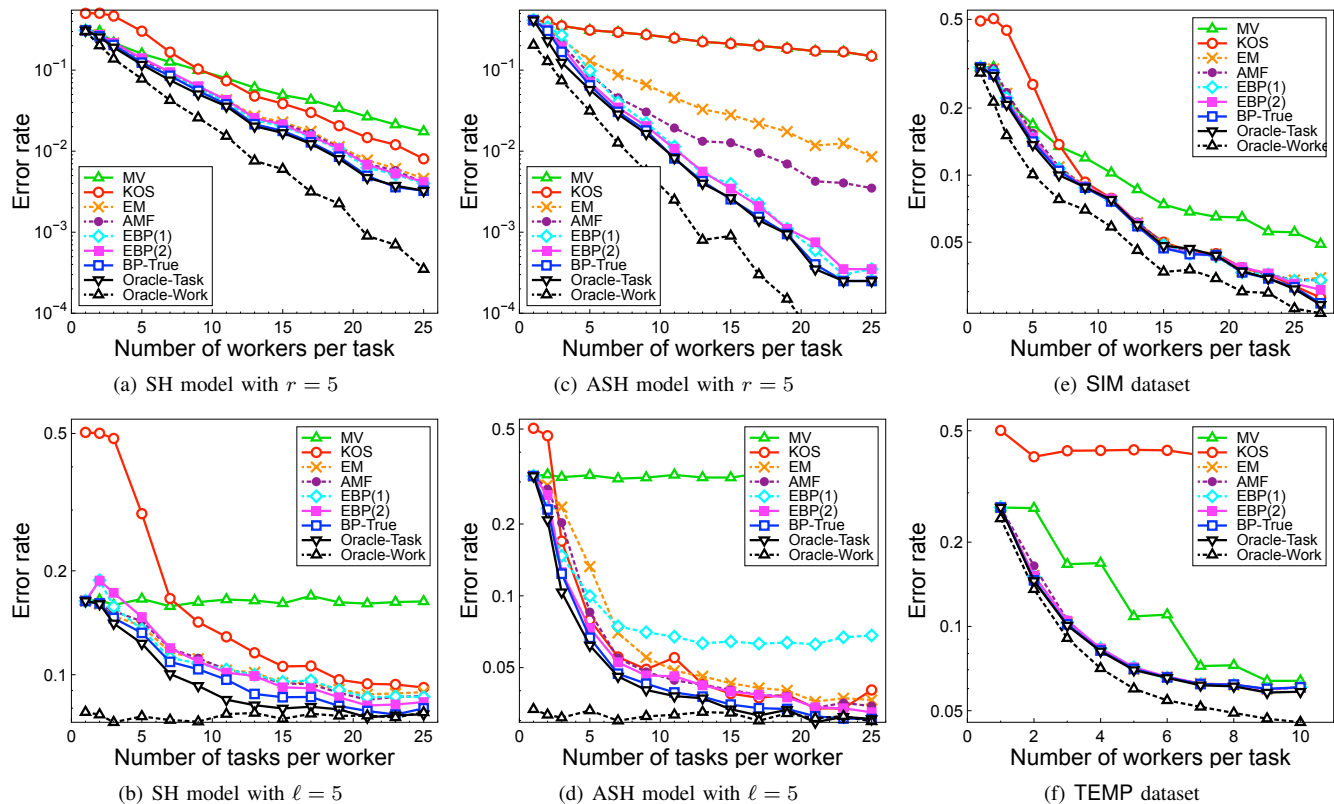 Error rate
10⁻¹
10⁻²
10⁻³
10⁻⁴
MV
KOS
EM
AMF
EBP(1)
EBP(2)
BP-True
Oracle-Task
Oracle-Work
0 5 10 15 20 25
Number of workers per task
(a) SH model with r = 5
Error rate
10⁻¹
10⁻²
10⁻³
10⁻⁴
MV
KOS
EM
AMF
EBP(1)
EBP(2)
BP-True
Oracle-Task
Oracle-Work
0 5 10 15 20 25
Number of workers per task
(c) ASH model with r = 5
Error rate
0.5
0.2
0.1
0.05
MV
KOS
EM
AMF
EBP(1)
EBP(2)
BP-True
Oracle-Task
Oracle-Worke
0 5 10 15 20 25
Number of workers per task
(e) SIM dataset
Error rate
0.5
0.2
0.1
MV
KOS
EM
AMF
EBP(1)
EBP(2)
BP-True
Oracle-Task
Oracle-Work
0 5 10 15 20 25
Number of tasks per worker
(b) SH model with ℓ = 5
Error rate
0.5
0.2
0.1
0.05
MV
KOS
EM
AMF
EBP(1)
EBP(2)
BP-True
Oracle-Task
Oracle-Work
0 5 10 15 20 25
Number of tasks per worker
(d) ASH model with ℓ = 5
Error rate
0.5
0.2
0.1
0.05
MV
KOS
EM
AMF
EBP(1)
EBP(2)
BP-True
Oracle-Task
Oracle-Work
0 2 4 6 8 10
Number of workers per task
(f) TEMP dataset